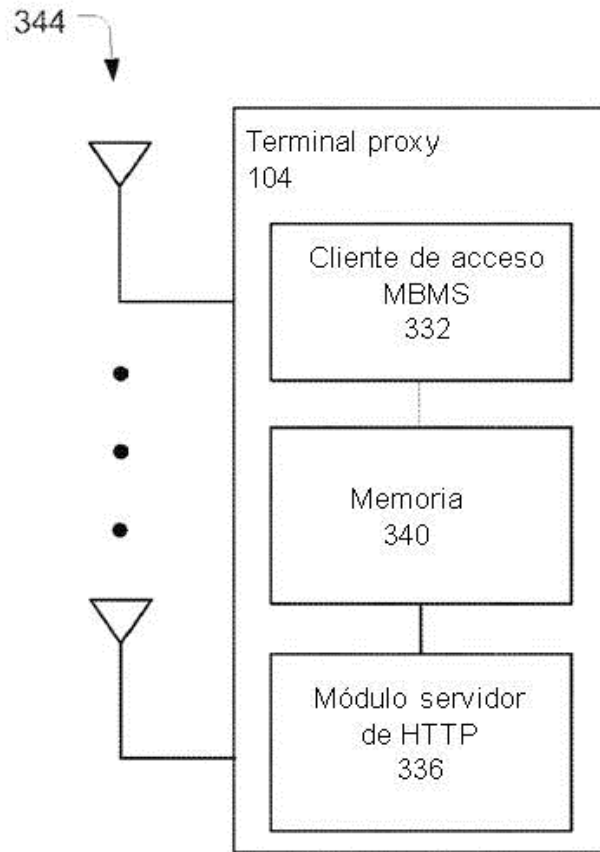 344
Terminal proxy
104
Cliente de acceso
MBMS
332
Memoria
340
Módulo servidor
de HTTP
336